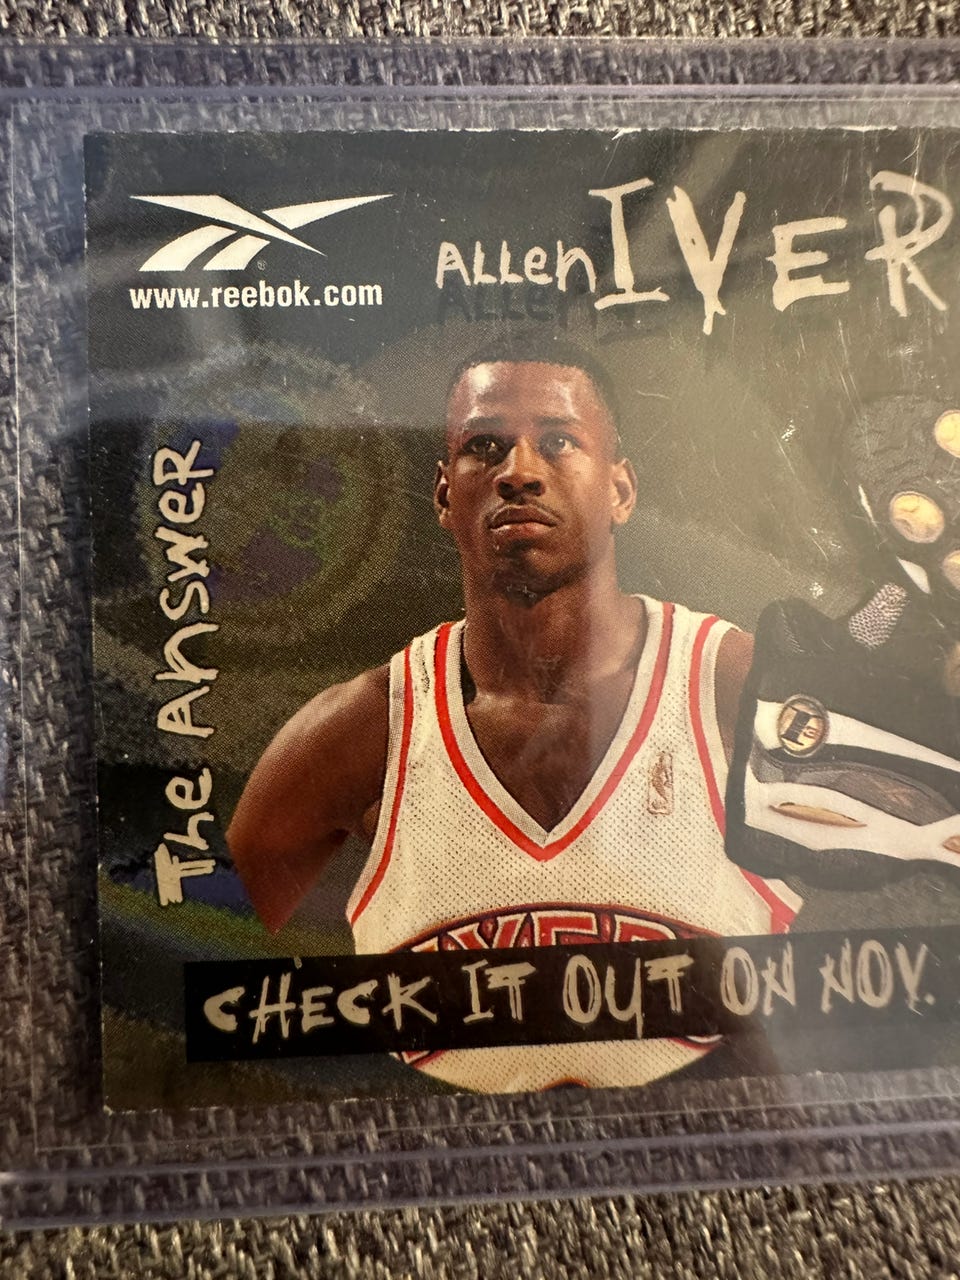 ALLEN IVER
www.reebok.com
The Answer
CHECK IT OUT ON NOV.